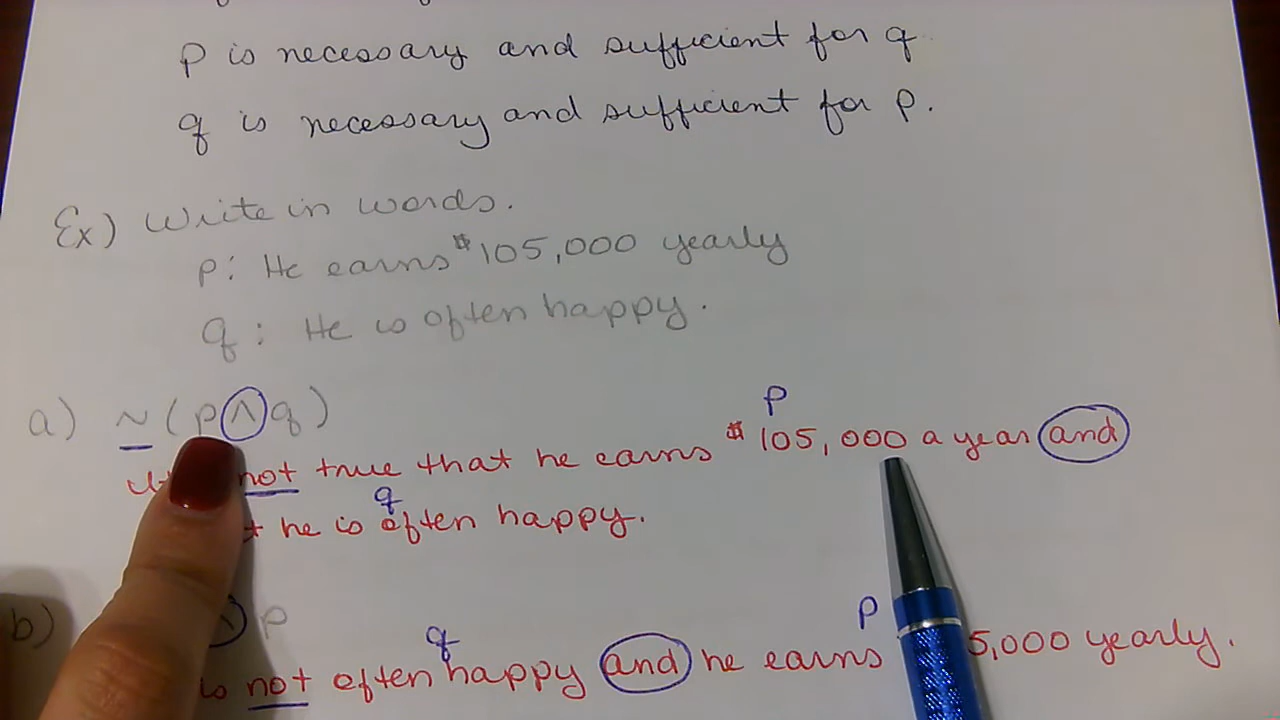 p is necessary and sufficient for q
q is necessary and sufficient for p.
Ex) Write in words.
p: He earns $105,000 yearly
q: He is often happy.
a) ~(p∧q)
p
not true that he earns $105,000 a year and
q
he is often happy.
b) p
q p
is not often happy and he earns 5,000 yearly.